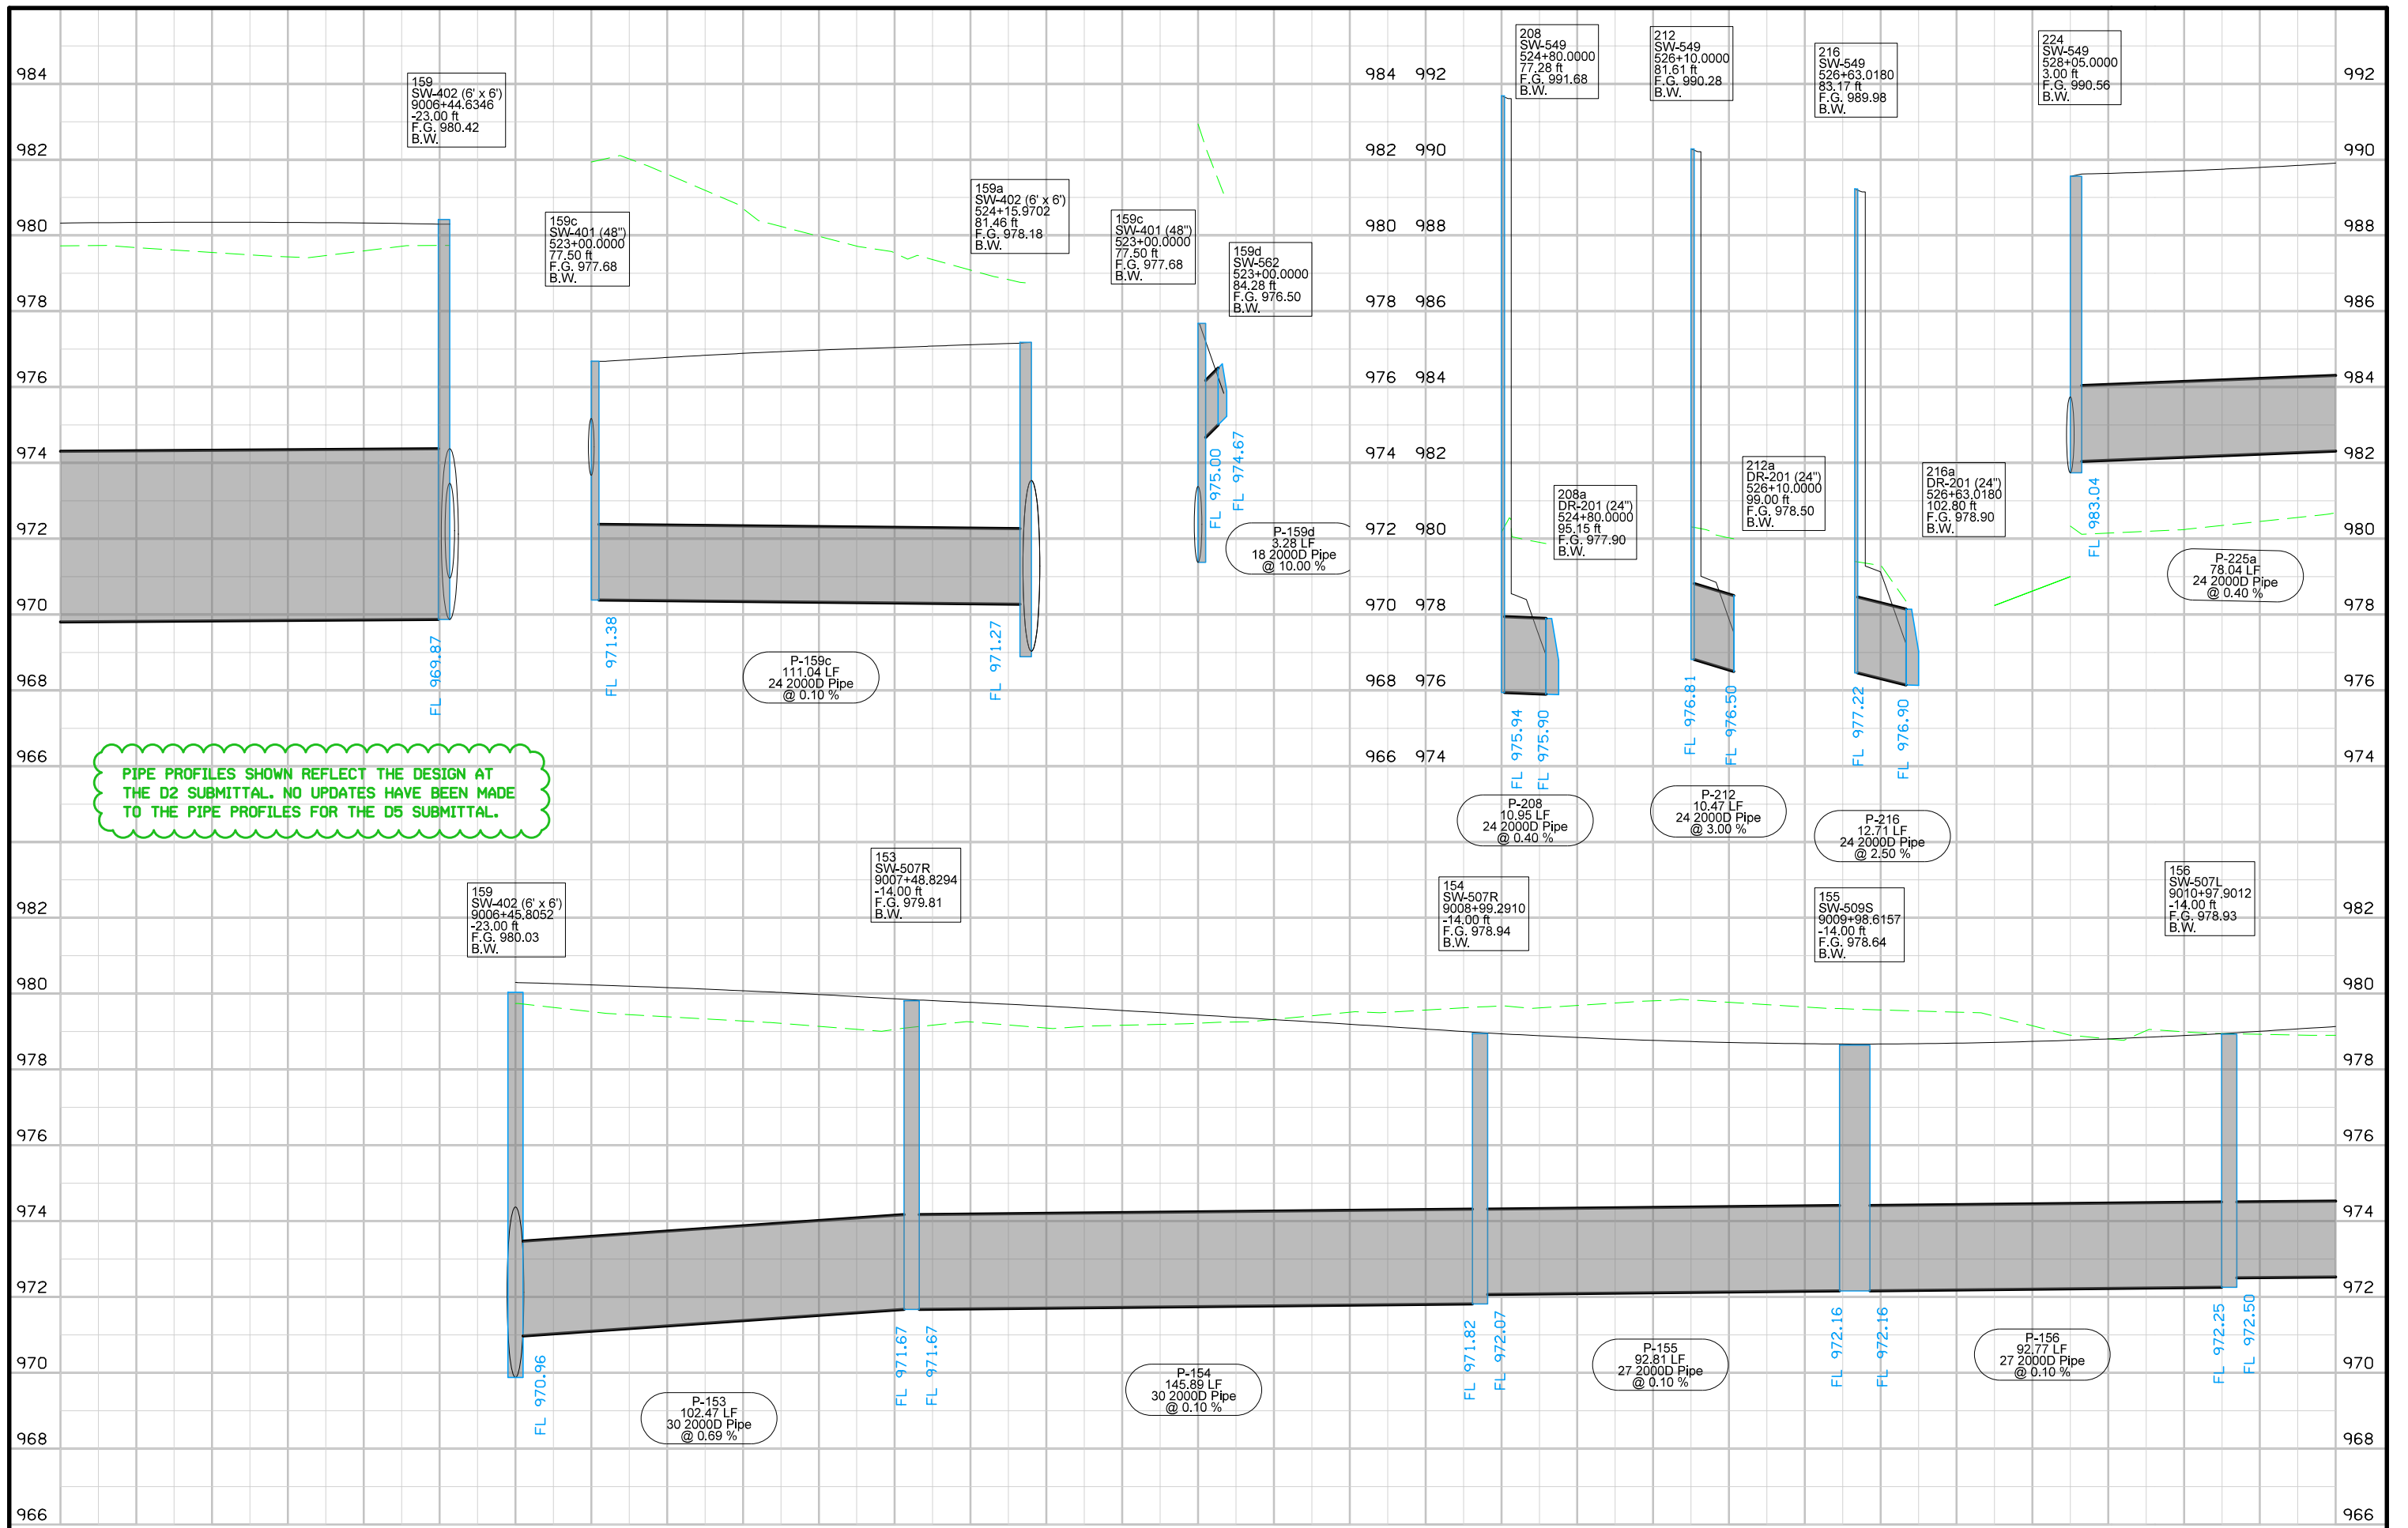 984
982
980
978
976
974
972
970
968
966
159
SW-402 (6' x 6')
9006+44.6346
-23.00 ft
F.G. 980.42
B.W.
FL 969.87
159c
SW-401 (48")
523+00.0000
77.50 ft
F.G. 977.68
B.W.
FL 971.38
P-159c
111.04 LF
24 2000D Pipe
@ 0.10 %
159a
SW-402 (6' x 6')
524+15.9702
81.46 ft
F.G. 978.18
B.W.
FL 971.27
159c
SW-401 (48")
523+00.0000
77.50 ft
F.G. 977.68
B.W.
159d
SW-562
523+00.0000
84.28 ft
F.G. 976.50
B.W.
FL 975.00
FL 974.67
P-159d
3.28 LF
18 2000D Pipe
@ 10.00 %
984 992
982 990
980 988
978 986
976 984
974 982
972 980
970 978
968 976
966 974
208
SW-549
524+80.0000
77.28 ft
F.G. 991.68
B.W.
208a
DR-201 (24")
524+80.0000
95.15 ft
F.G. 977.90
B.W.
FL 975.94
FL 975.90
P-208
10.95 LF
24 2000D Pipe
@ 0.40 %
212
SW-549
526+10.0000
81.61 ft
F.G. 990.28
B.W.
212a
DR-201 (24")
526+10.0000
99.00 ft
F.G. 978.50
B.W.
FL 976.81
FL 976.50
P-212
10.47 LF
24 2000D Pipe
@ 3.00 %
216
SW-549
526+63.0180
83.17 ft
F.G. 989.98
B.W.
216a
DR-201 (24")
526+63.0180
102.80 ft
F.G. 978.90
B.W.
FL 977.22
FL 976.90
P-216
12.71 LF
24 2000D Pipe
@ 2.50 %
224
SW-549
528+05.0000
3.00 ft
F.G. 990.56
B.W.
FL 983.04
P-225a
78.04 LF
24 2000D Pipe
@ 0.40 %
992
990
988
986
984
982
980
978
976
974
PIPE PROFILES SHOWN REFLECT THE DESIGN AT
THE D2 SUBMITTAL. NO UPDATES HAVE BEEN MADE
TO THE PIPE PROFILES FOR THE D5 SUBMITTAL.
982
980
978
976
974
972
970
968
966
159
SW-402 (6' x 6')
9006+45.8052
-23.00 ft
F.G. 980.03
B.W.
FL 970.96
P-153
102.47 LF
30 2000D Pipe
@ 0.69 %
153
SW-507R
9007+48.8294
-14.00 ft
F.G. 979.81
B.W.
FL 971.67
FL 971.67
P-154
145.89 LF
30 2000D Pipe
@ 0.10 %
154
SW-507R
9008+99.2910
-14.00 ft
F.G. 978.94
B.W.
FL 971.82
FL 972.07
P-155
92.81 LF
27 2000D Pipe
@ 0.10 %
155
SW-509S
9009+98.6157
-14.00 ft
F.G. 978.64
B.W.
FL 972.16
FL 972.16
P-156
92.77 LF
27 2000D Pipe
@ 0.10 %
156
SW-507L
9010+97.9012
-14.00 ft
F.G. 978.93
B.W.
FL 972.25
FL 972.50
982
980
978
976
974
972
970
968
966